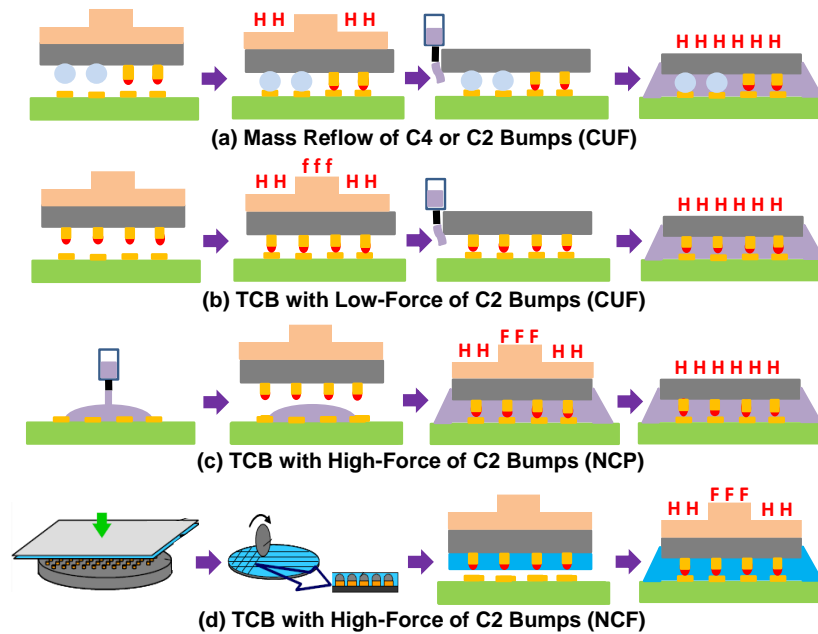 H H H H
H H H H H H
(a) Mass Reflow of C4 or C2 Bumps (CUF)
f f f
H H H H
H H H H H H
(b) TCB with Low-Force of C2 Bumps (CUF)
F F F
H H H H
H H H H H H
(c) TCB with High-Force of C2 Bumps (NCP)
F F F
H H H H
(d) TCB with High-Force of C2 Bumps (NCF)